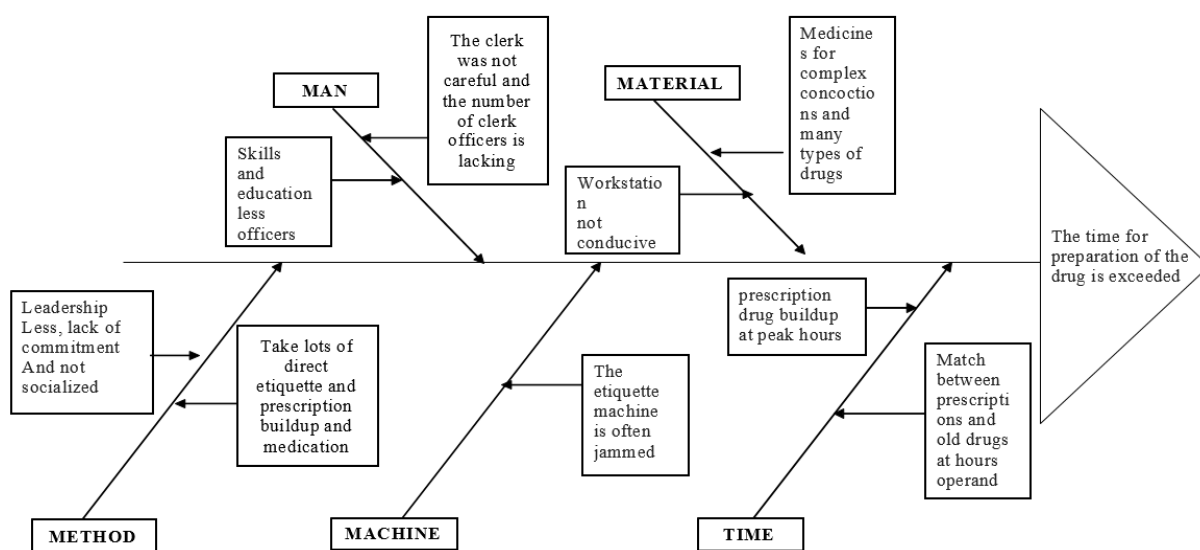 MAN
The clerk
was not
careful and
the number
of clerk
officers is
lacking
Skills
and
education
less
officers
MATERIAL
Medicine
s for
complex
concoctio
ns and
many
types of
drugs
Workstatio
n
not
conducive
The time for
preparation of the
drug is exceeded
Leadership
Less, lack of
commitment
And not
socialized
Take lots of
direct
etiquette and
prescription
buildup and
medication
METHOD
The
etiquette
machine
is often
jammed
MACHINE
prescription
drug buildup
at peak hours
Match
between
prescripti
ons and
old drugs
at hours
operand
TIME